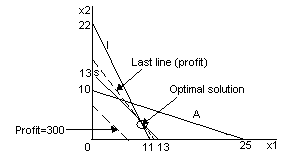 x2
22
I
Last line (profit)
13 s
Optimal solution
10
A
Profit=300
0
11 13
25
x1